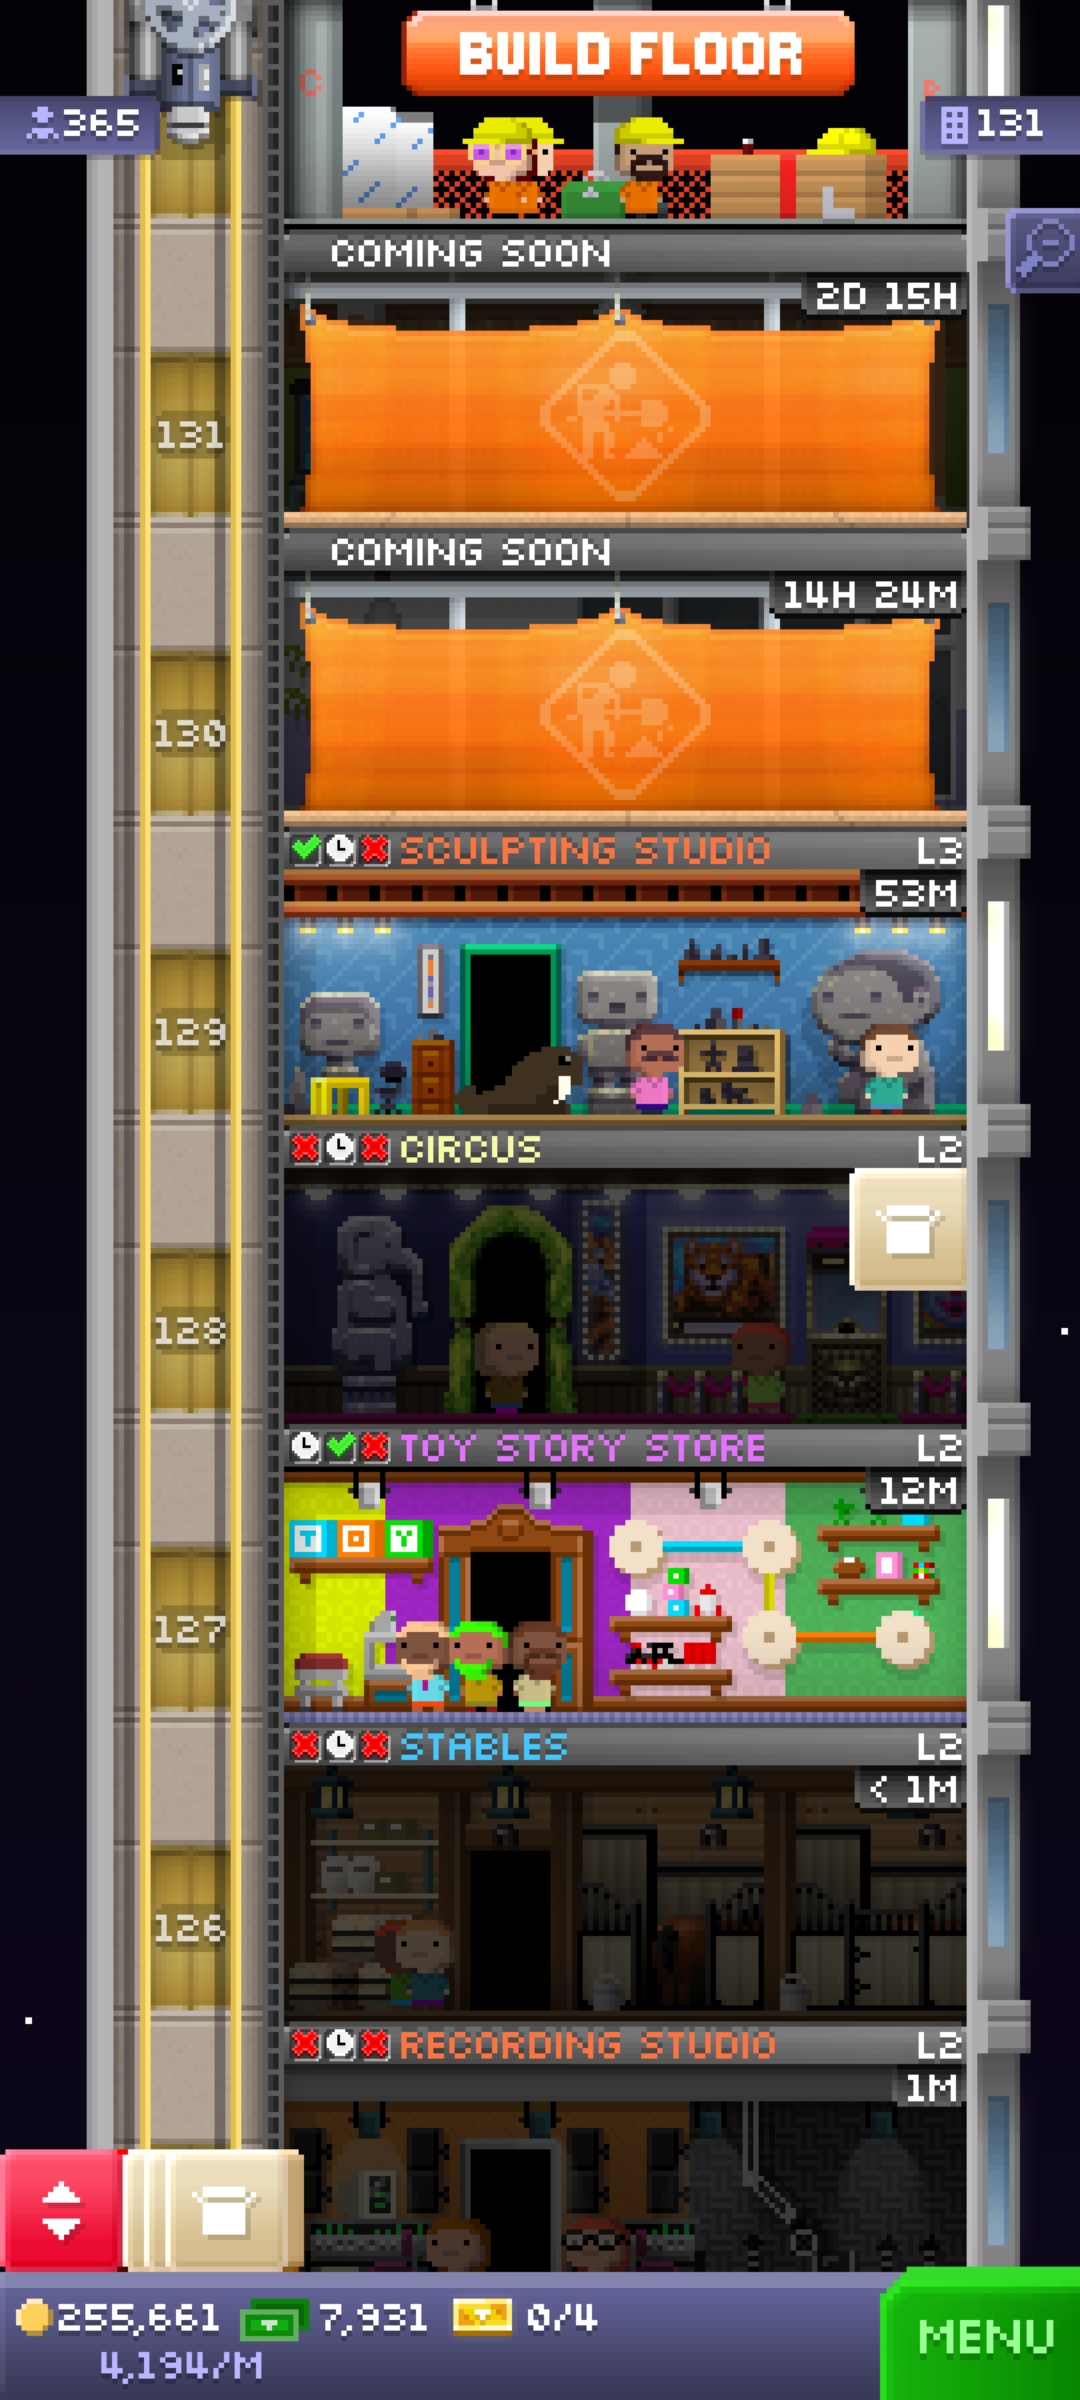 BUILD FLOOR
365
131
COMING SOON
2D 15H
131
COMING SOON
14H 24M
130
SCULPTING STUDIO L3
53M
129
CIRCUS L2
128
TOY STORY STORE L2
12M
T O Y
127
STABLES L2
< 1M
126
RECORDING STUDIO L2
1M
255,661 7,931 0/4
4,194/M
MENU